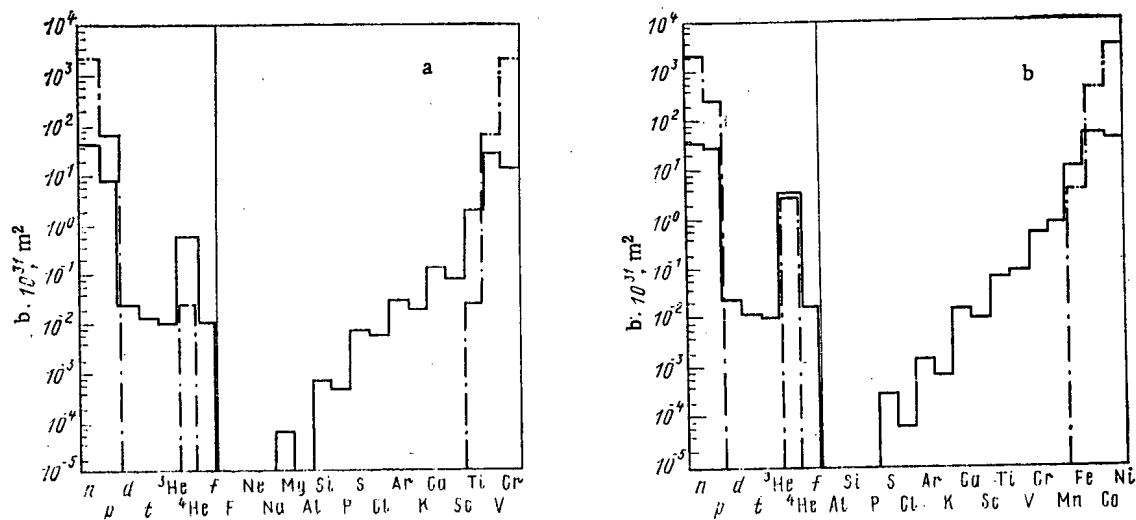 a
10⁴
10³
10²
10¹
10⁰
10⁻¹
10⁻²
10⁻³
10⁻⁴
10⁻⁵
b. 10³¹, m²
n d ³He f Ne Mg Si S Ar Ca Ti Cr
p t ⁴He F Na Al P Cl K Sc V
b
10⁴
10³
10²
10¹
10⁰
10⁻¹
10⁻²
10⁻³
10⁻⁴
10⁻⁵
b. 10³¹, m²
n d ³He f Si S Ar Ca Ti Cr Fe Ni
p t ⁴He Al P Cl K Sc V Mn Co